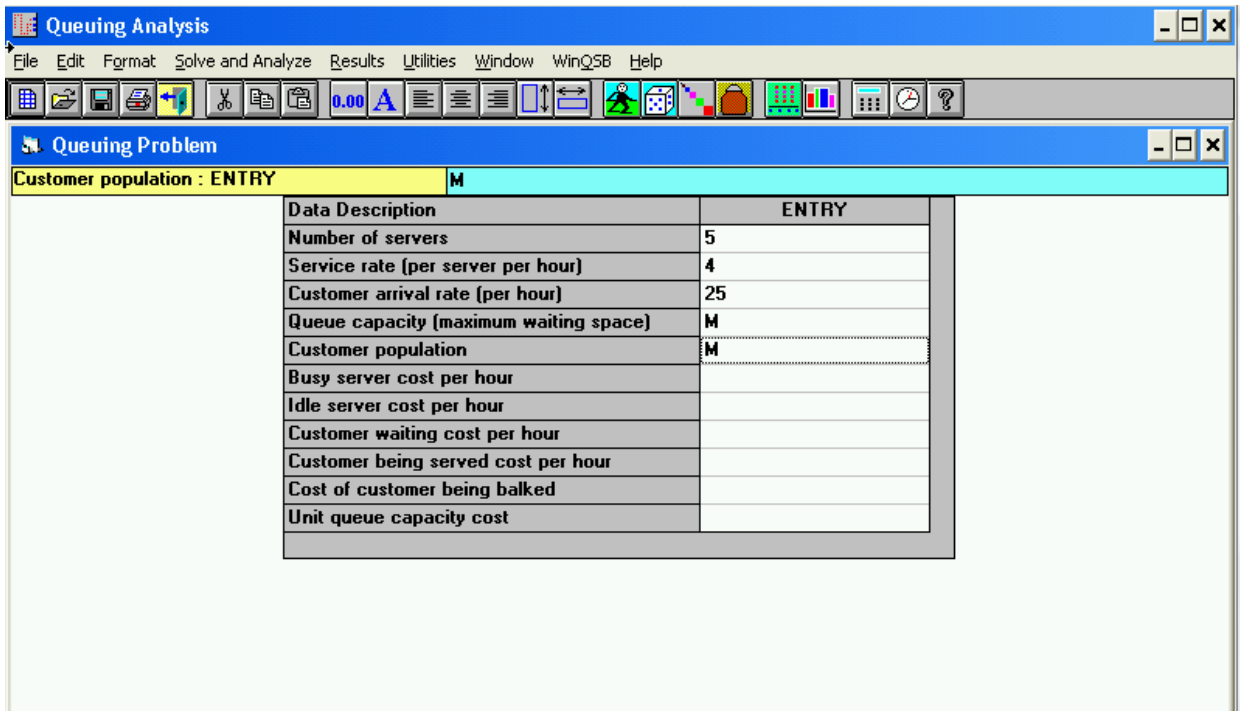 Queuing Analysis
File Edit Format Solve and Analyze Results Utilities Window WinQSB Help
0.00 A
Queuing Problem
Customer population : ENTRY M
Data Description ENTRY
Number of servers 5
Service rate (per server per hour) 4
Customer arrival rate (per hour) 25
Queue capacity (maximum waiting space) M
Customer population M
Busy server cost per hour
Idle server cost per hour
Customer waiting cost per hour
Customer being served cost per hour
Cost of customer being balked
Unit queue capacity cost